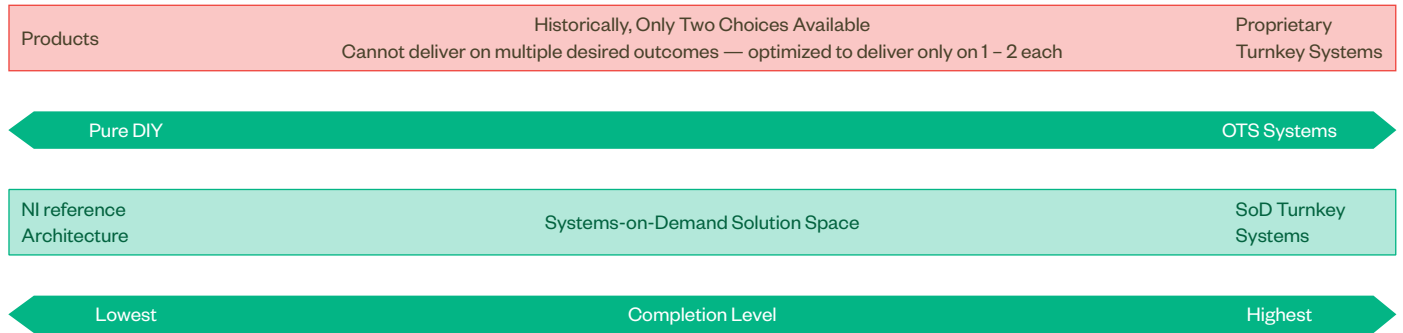 Products
Historically, Only Two Choices Available
Cannot deliver on multiple desired outcomes — optimized to deliver only on 1 – 2 each
Proprietary
Turnkey Systems
Pure DIY
OTS Systems
NI reference
Architecture
Systems-on-Demand Solution Space
SoD Turnkey
Systems
Lowest
Completion Level
Highest